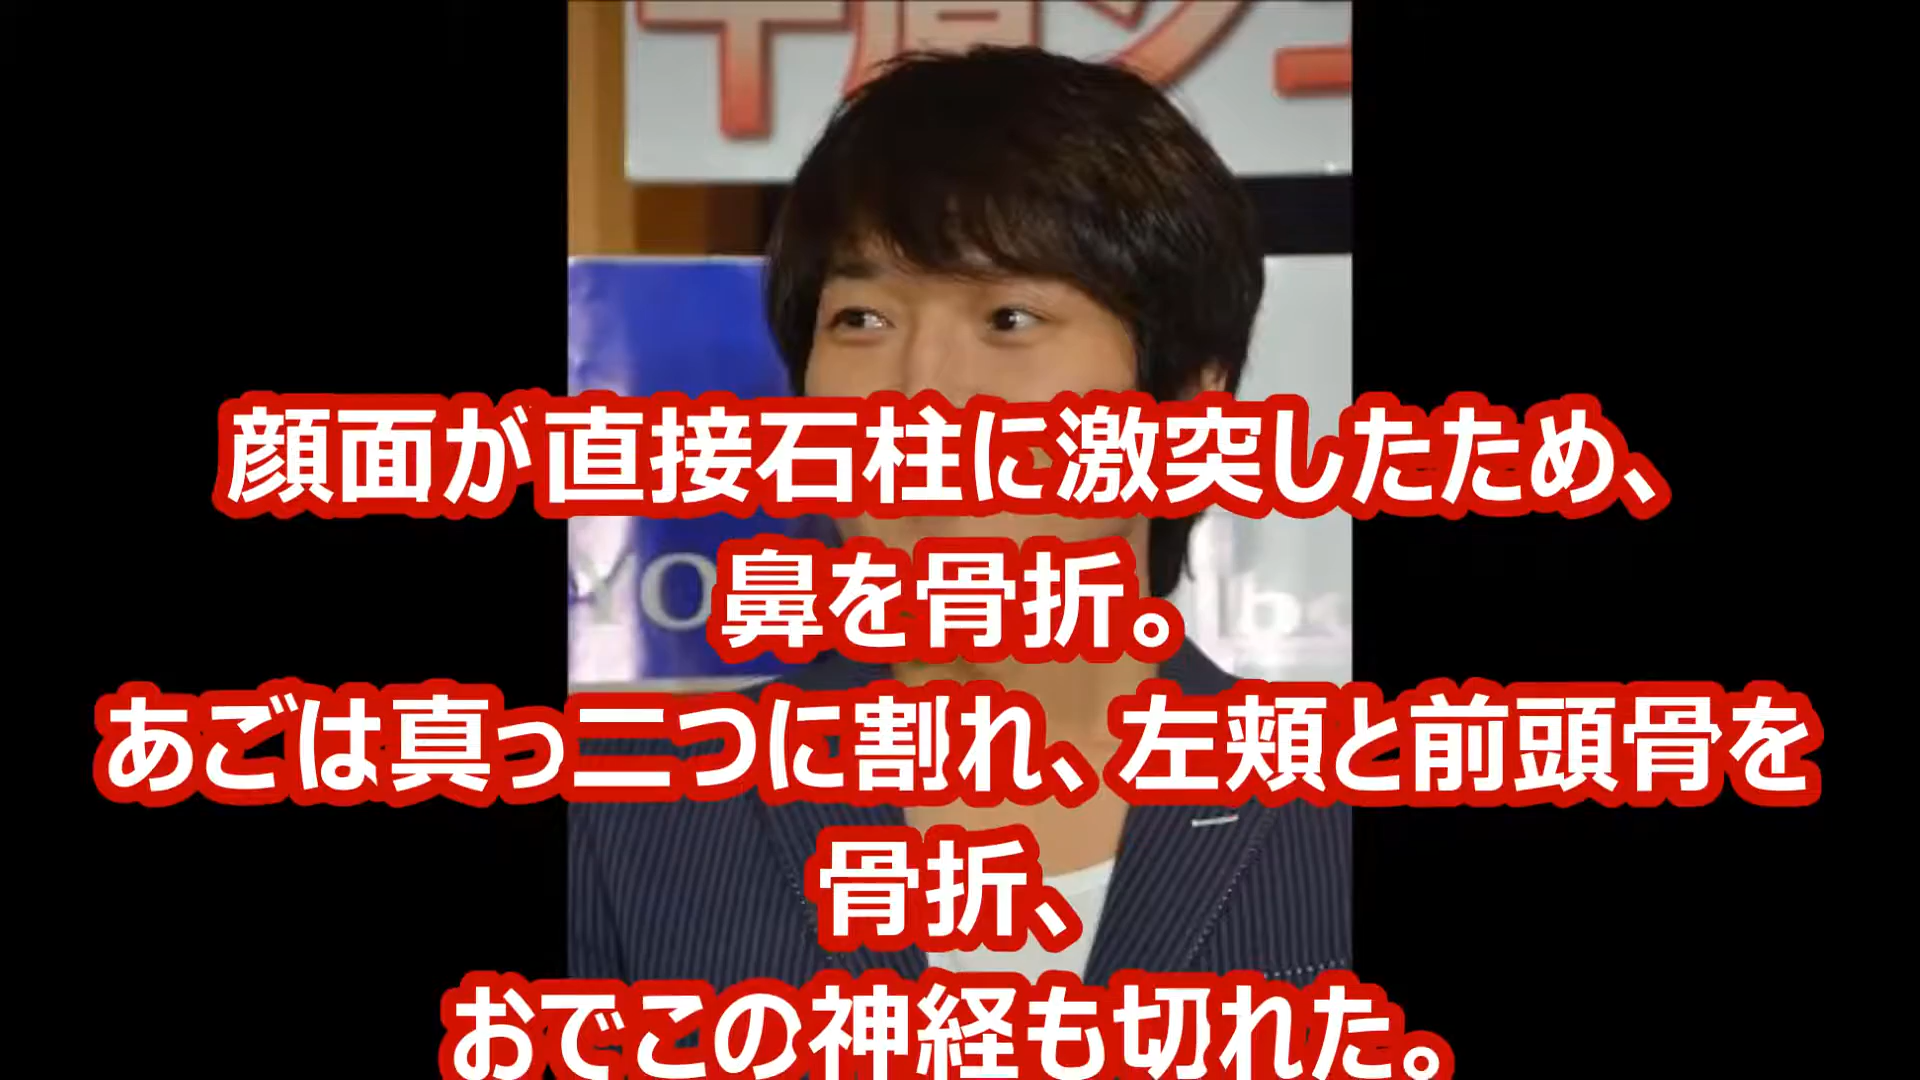 顔面が直接石柱に激突したため、
鼻を骨折。
あごは真っ二つに割れ、左頬と前頭骨を
骨折、
おでこの神経も切れた。
YO
lbs